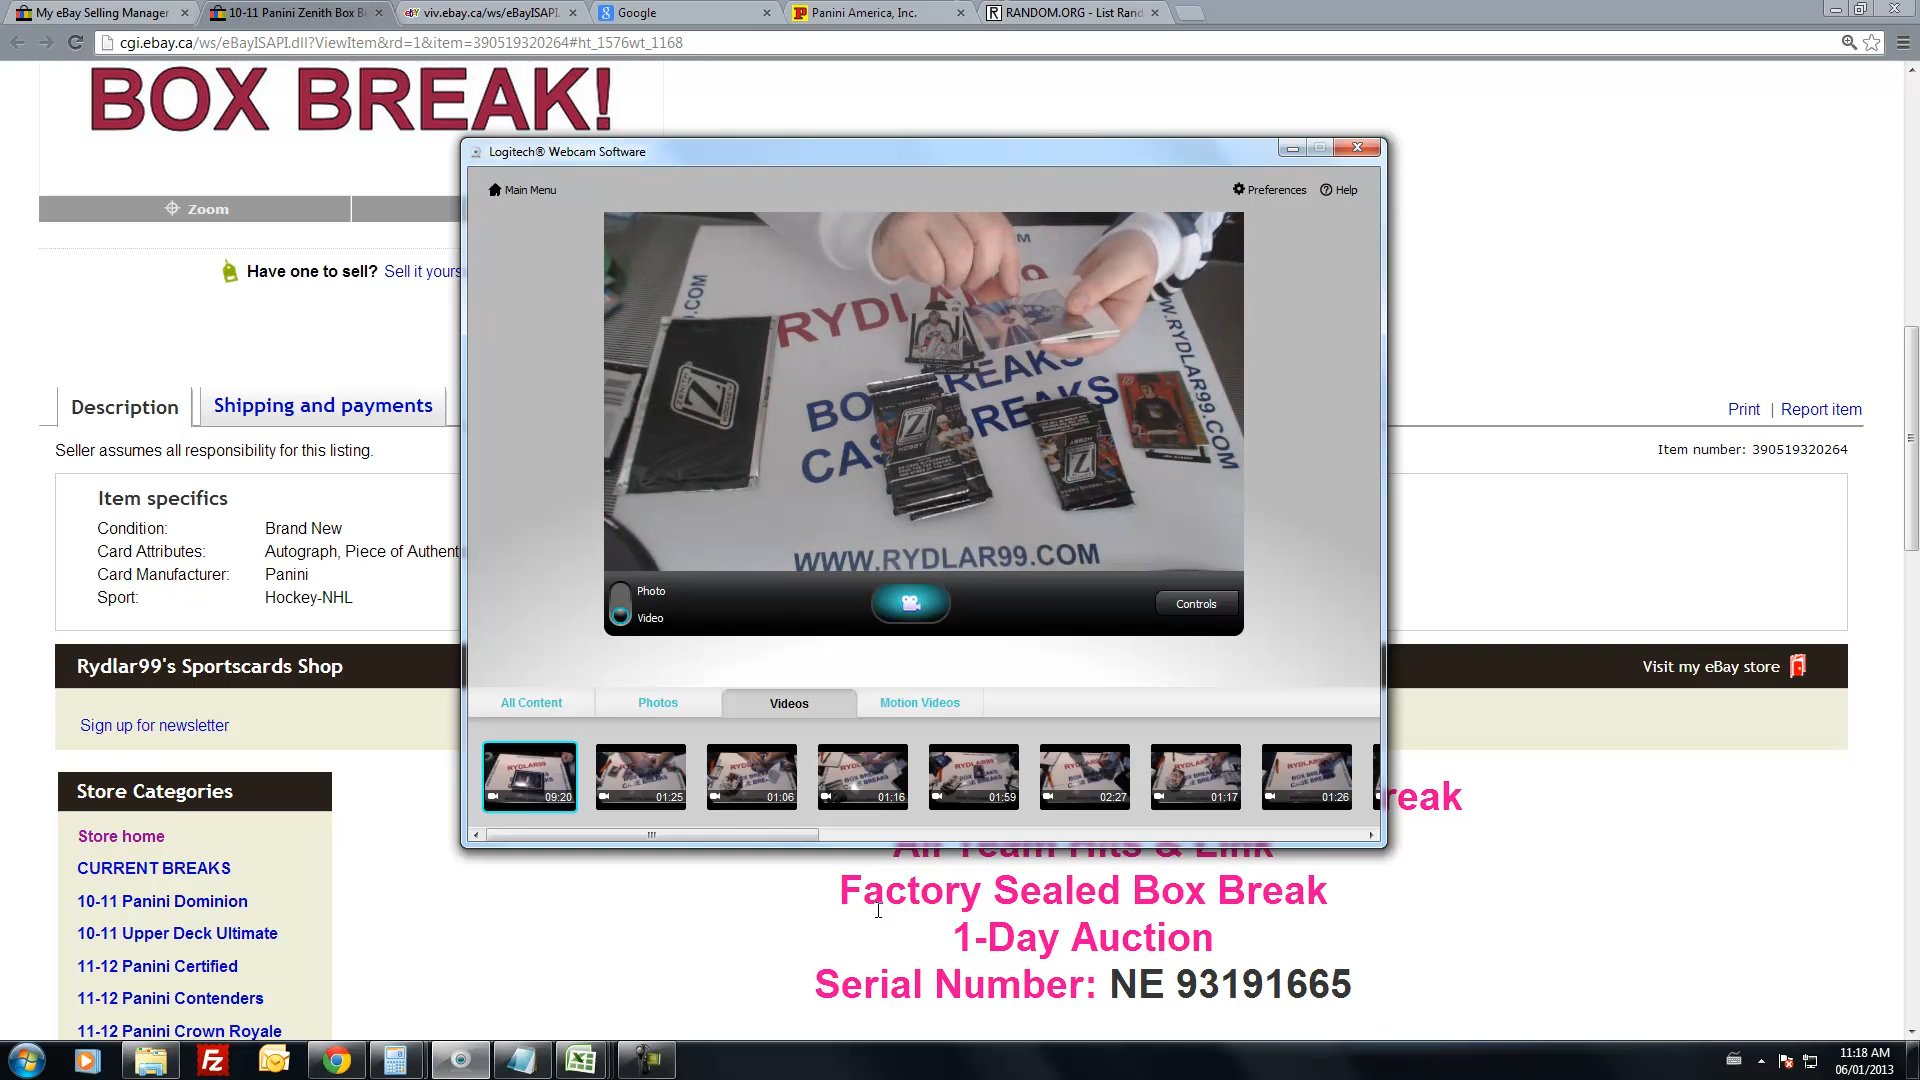 My eBay Selling Manager
10-11 Panini Zenith Box B
viv.ebay.ca/ws/eBayISAPI.
Google
Panini America, Inc.
RANDOM.ORG - List Ran
cgi.ebay.ca/ws/eBayISAPI.dll?ViewItem&rd=1&item=390519320264#ht_1576wt_1168
BOX BREAK!
Zoom
Have one to sell? Sell it yours
Logitech® Webcam Software
Main Menu
Preferences
Help
RYDLAR99
BOX BREAKS
CASE BREAKS
WWW.RYDLAR99.COM
Z
Photo
Video
Controls
All Content
Photos
Videos
Motion Videos
09:20
01:25
01:06
01:16
01:59
02:27
01:17
01:26
Description
Shipping and payments
Print | Report item
Seller assumes all responsibility for this listing.
Item number: 390519320264
Item specifics
Condition: Brand New
Card Attributes: Autograph, Piece of Authent
Card Manufacturer: Panini
Sport: Hockey-NHL
Rydlar99's Sportscards Shop
Visit my eBay store
Sign up for newsletter
Store Categories
Store home
CURRENT BREAKS
10-11 Panini Dominion
10-11 Upper Deck Ultimate
11-12 Panini Certified
11-12 Panini Contenders
11-12 Panini Crown Royale
reak
All Team Hits & Link
Factory Sealed Box Break
1-Day Auction
Serial Number: NE 93191665
11:18 AM
06/01/2013